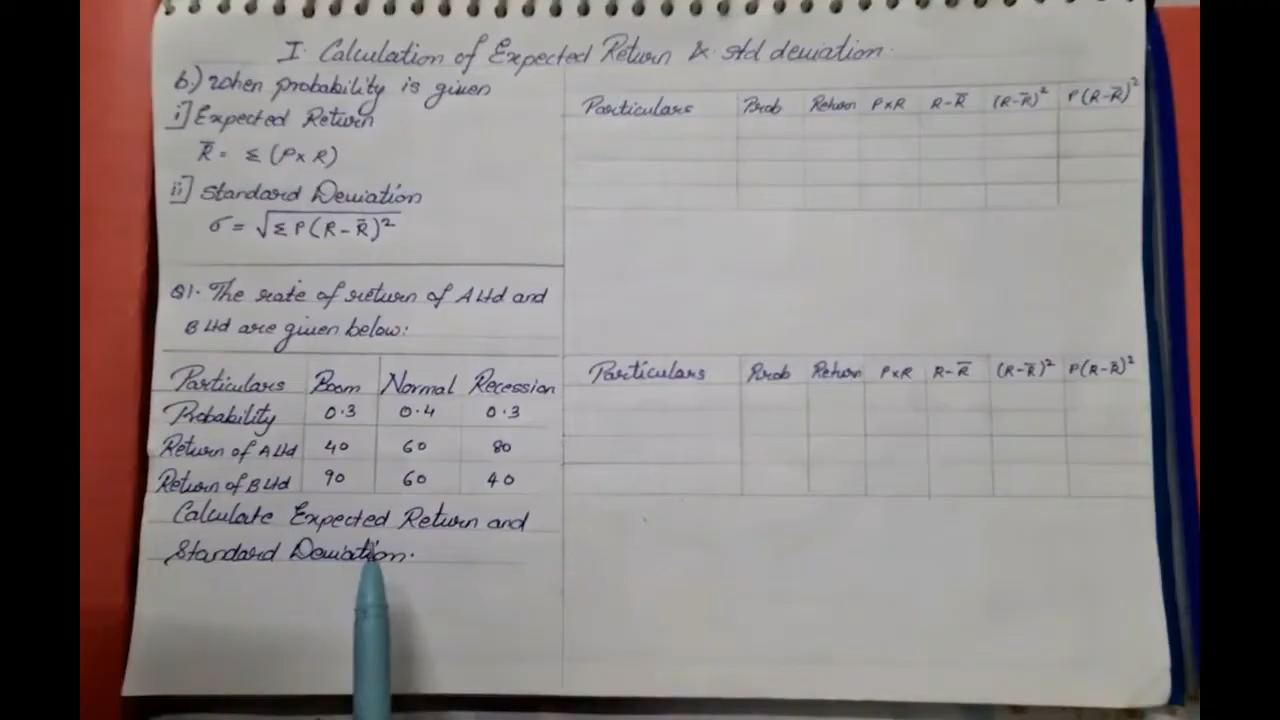 I. Calculation of Expected Return & std deviation.
b.) When probability is given
i] Expected Return
R̅ = Σ (P×R)
ii] Standard Deviation
σ = √Σ P(R-R̅)²
Q1. The rate of return of A Ltd and
B Ltd are given below:
Particulars Boom Normal Recession
Probability 0.3 0.4 0.3
Return of A Ltd 40 60 80
Return of B Ltd 90 60 40
Calculate Expected Return and
Standard Deviation.
Particulars Prob Return P×R R-R̅ (R-R̅)² P(R-R̅)²
Particulars Prob Return P×R R-R̅ (R-R̅)² P(R-R̅)²